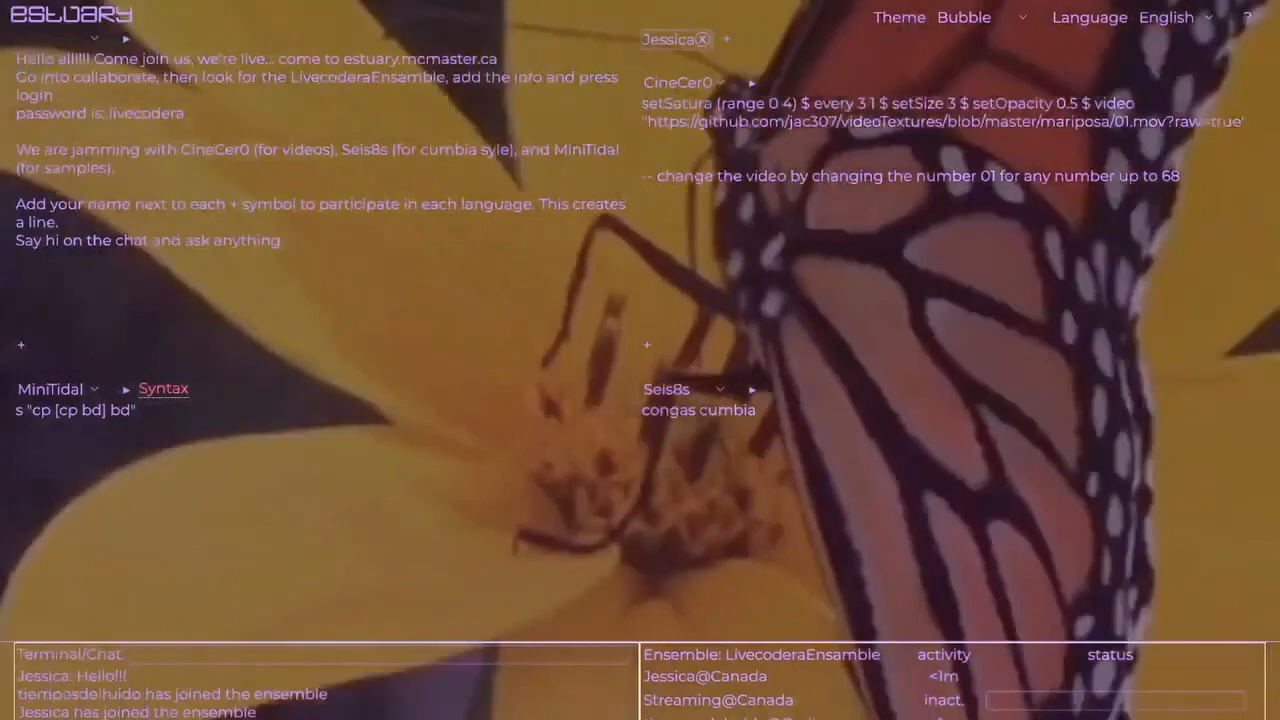 estuary
Theme Bubble Language English ?
Hello all!!!! Come join us, we're live... come to estuary.mcmaster.ca
Go into collaborate, then look for the LivecoderaEnsamble, add the info and press
login
password is: livecodera
We are jamming with CineCer0 (for videos), Seis8s (for cumbia syle), and MiniTidal
(for samples).
Add your name next to each + symbol to participate in each language. This creates
a line.
Say hi on the chat and ask anything
+
MiniTidal Syntax
s "cp [cp bd] bd"
Jessica ⓧ +
CineCer0
setSatura (range 0 4) $ every 3 1 $ setSize 3 $ setOpacity 0.5 $ video
"https://github.com/jac307/videoTextures/blob/master/mariposa/01.mov?raw=true'
-- change the video by changing the number 01 for any number up to 68
+
Seis8s
congas cumbia
Terminal/Chat:
Jessica: Hello!!!
tiemposdelruido has joined the ensemble
Jessica has joined the ensemble
Ensemble: LivecoderaEnsamble activity status
Jessica@Canada <1m
Streaming@Canada inact.